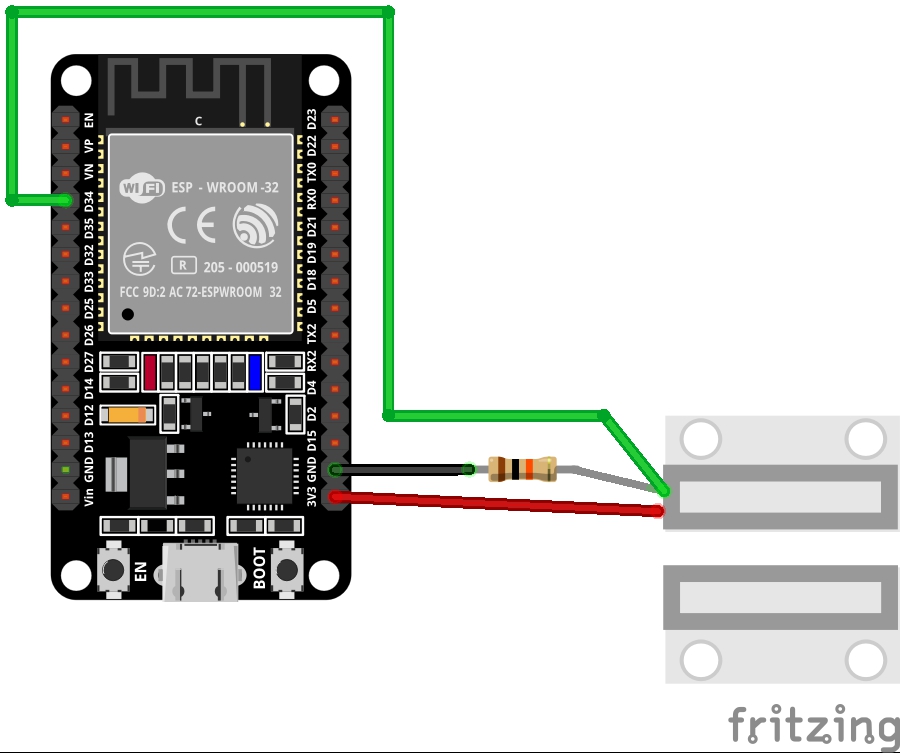 C
EN
VP
VN
D34
D35
D32
D33
D25
D26
D27
D14
D12
D13
GND
Vin
WiFi
ESP - WROOM -32
CE
R 205 - 000519
FCC 9D:2 AC 72-ESPWROOM 32
D23
D22
TX0
RX0
D21
D19
D18
D5
TX2
RX2
D4
D2
D15
GND
3V3
EN
BOOT
fritzing